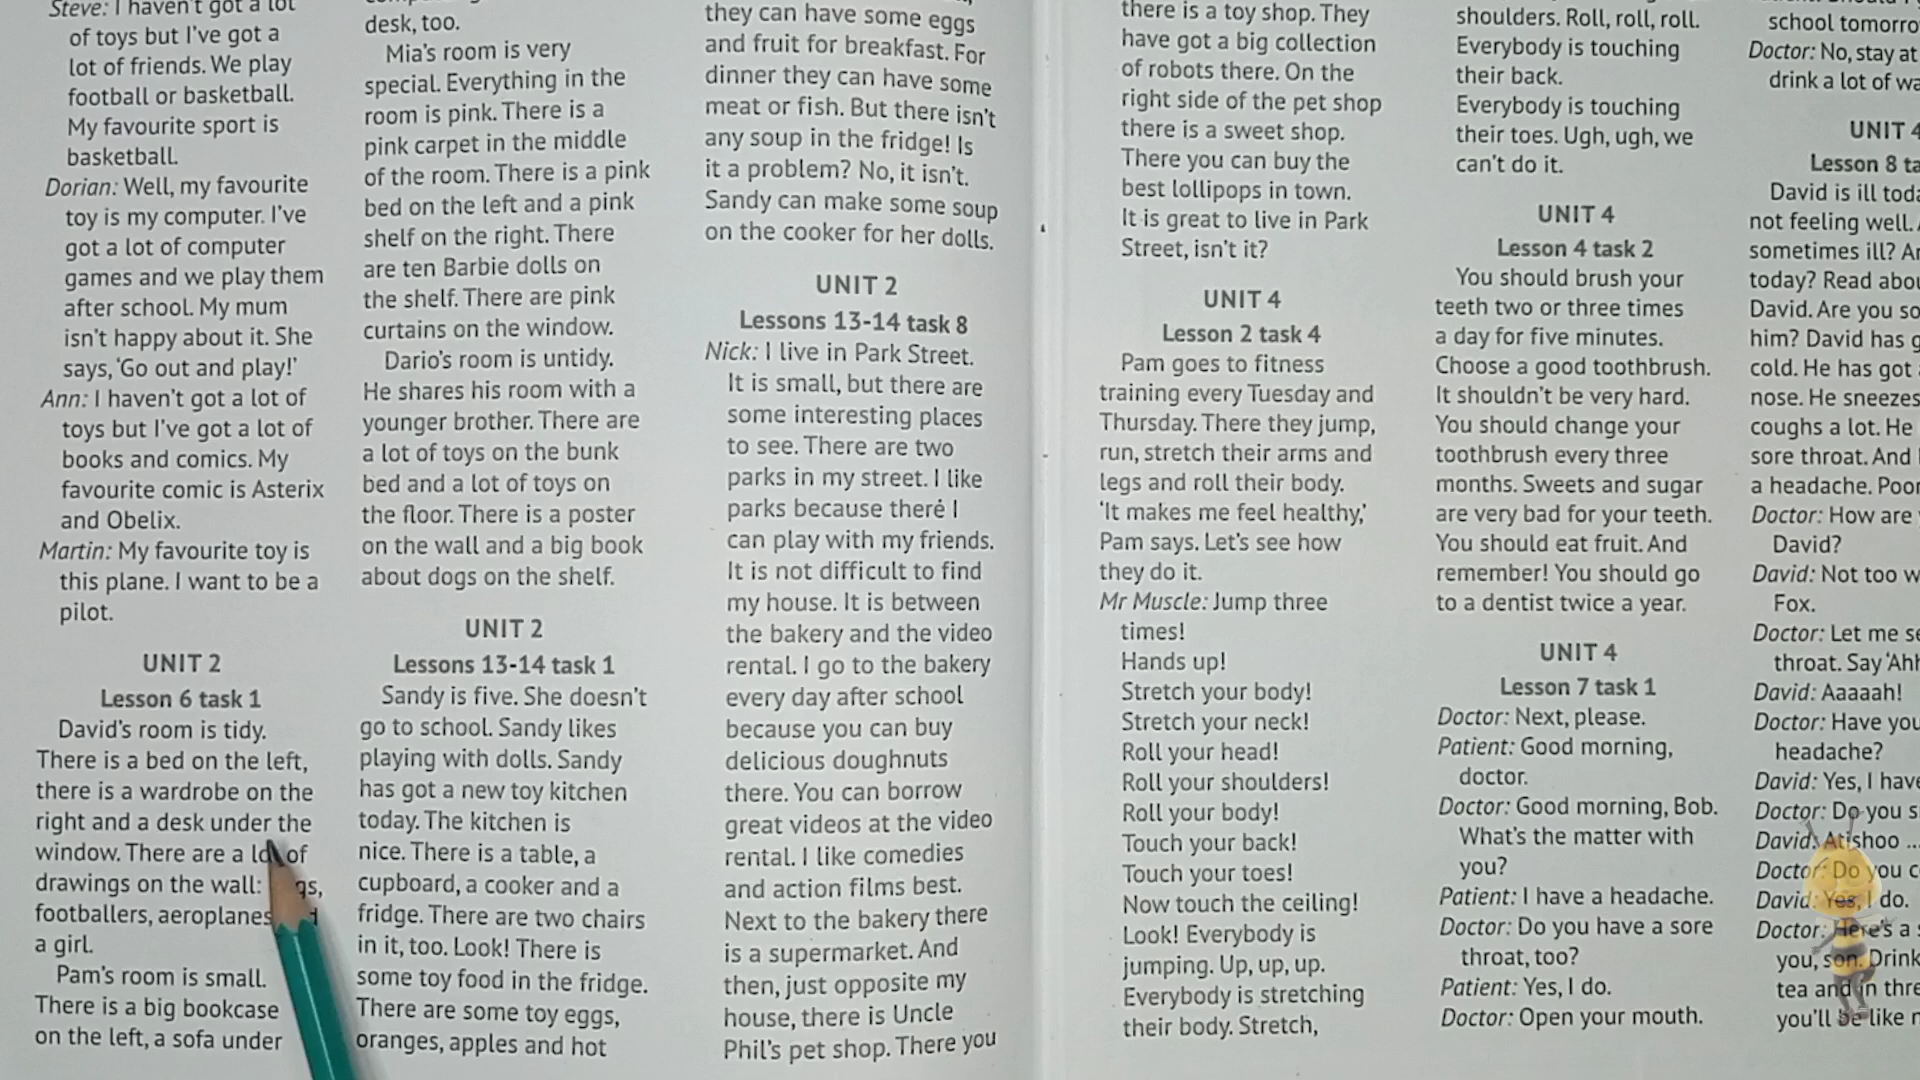 Steve: I haven't got a lot
of toys but I've got a
lot of friends. We play
football or basketball.
My favourite sport is
basketball.
Dorian: Well, my favourite
toy is my computer. I've
got a lot of computer
games and we play them
after school. My mum
isn't happy about it. She
says, 'Go out and play!'
Ann: I haven't got a lot of
toys but I've got a lot of
books and comics. My
favourite comic is Asterix
and Obelix.
Martin: My favourite toy is
this plane. I want to be a
pilot.
UNIT 2
Lesson 6 task 1
David's room is tidy.
There is a bed on the left,
there is a wardrobe on the
right and a desk under the
window. There are a lot of
drawings on the wall:
footballers, aeroplanes
a girl.
Pam's room is small.
There is a big bookcase
on the left, a sofa under
desk, too.
Mia's room is very
special. Everything in the
room is pink. There is a
pink carpet in the middle
of the room. There is a pink
bed on the left and a pink
shelf on the right. There
are ten Barbie dolls on
the shelf. There are pink
curtains on the window.
Dario's room is untidy.
He shares his room with a
younger brother. There are
a lot of toys on the bunk
bed and a lot of toys on
the floor. There is a poster
on the wall and a big book
about dogs on the shelf.
UNIT 2
Lessons 13-14 task 1
Sandy is five. She doesn't
go to school. Sandy likes
playing with dolls. Sandy
has got a new toy kitchen
today. The kitchen is
nice. There is a table, a
cupboard, a cooker and a
fridge. There are two chairs
in it, too. Look! There is
some toy food in the fridge.
There are some toy eggs,
oranges, apples and hot
they can have some eggs
and fruit for breakfast. For
dinner they can have some
meat or fish. But there isn't
any soup in the fridge! Is
it a problem? No, it isn't.
Sandy can make some soup
on the cooker for her dolls.
UNIT 2
Lessons 13-14 task 8
Nick: I live in Park Street.
It is small, but there are
some interesting places
to see. There are two
parks in my street. I like
parks because there I
can play with my friends.
It is not difficult to find
my house. It is between
the bakery and the video
rental. I go to the bakery
every day after school
because you can buy
delicious doughnuts
there. You can borrow
great videos at the video
rental. I like comedies
and action films best.
Next to the bakery there
is a supermarket. And
then, just opposite my
house, there is Uncle
Phil's pet shop. There you
there is a toy shop. They
have got a big collection
of robots there. On the
right side of the pet shop
there is a sweet shop.
There you can buy the
best lollipops in town.
It is great to live in Park
Street, isn't it?
UNIT 4
Lesson 2 task 4
Pam goes to fitness
training every Tuesday and
Thursday. There they jump,
run, stretch their arms and
legs and roll their body.
'It makes me feel healthy,'
Pam says. Let's see how
they do it.
Mr Muscle: Jump three
times!
Hands up!
Stretch your body!
Stretch your neck!
Roll your head!
Roll your shoulders!
Roll your body!
Touch your back!
Touch your toes!
Now touch the ceiling!
Look! Everybody is
jumping. Up, up, up.
Everybody is stretching
their body. Stretch,
shoulders. Roll, roll, roll.
Everybody is touching
their back.
Everybody is touching
their toes. Ugh, ugh, we
can't do it.
UNIT 4
Lesson 4 task 2
You should brush your
teeth two or three times
a day for five minutes.
Choose a good toothbrush.
It shouldn't be very hard.
You should change your
toothbrush every three
months. Sweets and sugar
are very bad for your teeth.
You should eat fruit. And
remember! You should go
to a dentist twice a year.
UNIT 4
Lesson 7 task 1
Doctor: Next, please.
Patient: Good morning,
doctor.
Doctor: Good morning, Bob.
What's the matter with
you?
Patient: I have a headache.
Doctor: Do you have a sore
throat, too?
Patient: Yes, I do.
Doctor: Open your mouth.
school
Doctor: No, stay at
drink a lot of
UNIT 4
Lesson 8
David is ill
not feeling well.
sometimes ill?
today? Read
David. Are you
him? David has
cold. He has got
nose. He sneezes
coughs a lot. He
sore throat. And
a headache. Poor
Doctor: How are
David?
David: Not too
Fox.
Doctor: Let me
throat. Say
David: Aaaaah!
Doctor: Have you
headache?
David: Yes, I have
Doctor: Do you
David: Atishoo ...
Doctor: Do you
David: Yes, I do.
Doctor: Here's a
you, son. Drink
tea and in
you'll be like